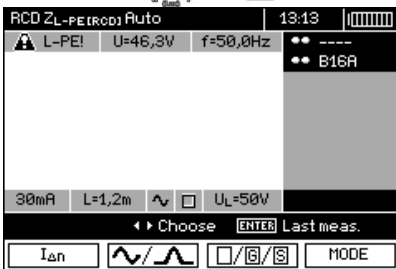 RCD ZL-PE[RCD] Auto 13:13
L-PE! U=46,3V f=50,0Hz
----
B16A
30mA L=1,2m UL=50V
Choose ENTER Last meas.
IΔn / □/G/S MODE